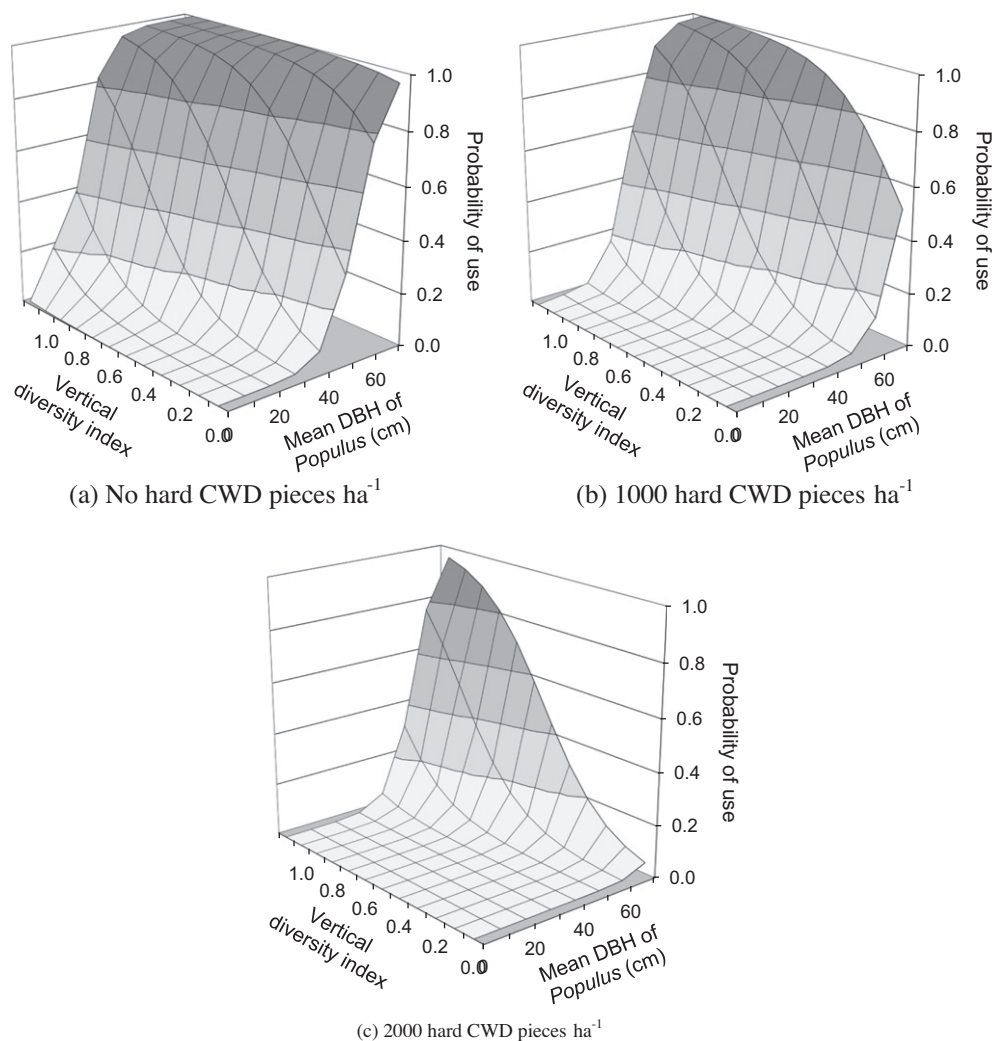 1.0
0.8
0.6
0.4
0.2
0.0
Probability of use
1.0
0.8
0.6
0.4
0.2
0.0
Vertical
diversity index
0
20
40
60
Mean DBH of
Populus (cm)
(a) No hard CWD pieces ha-1
1.0
0.8
0.6
0.4
0.2
0.0
Probability of use
1.0
0.8
0.6
0.4
0.2
0.0
Vertical
diversity index
0
20
40
60
Mean DBH of
Populus (cm)
(b) 1000 hard CWD pieces ha-1
1.0
0.8
0.6
0.4
0.2
0.0
Probability of use
1.0
0.8
0.6
0.4
0.2
0.0
Vertical
diversity index
0
20
40
60
Mean DBH of
Populus (cm)
(c) 2000 hard CWD pieces ha-1